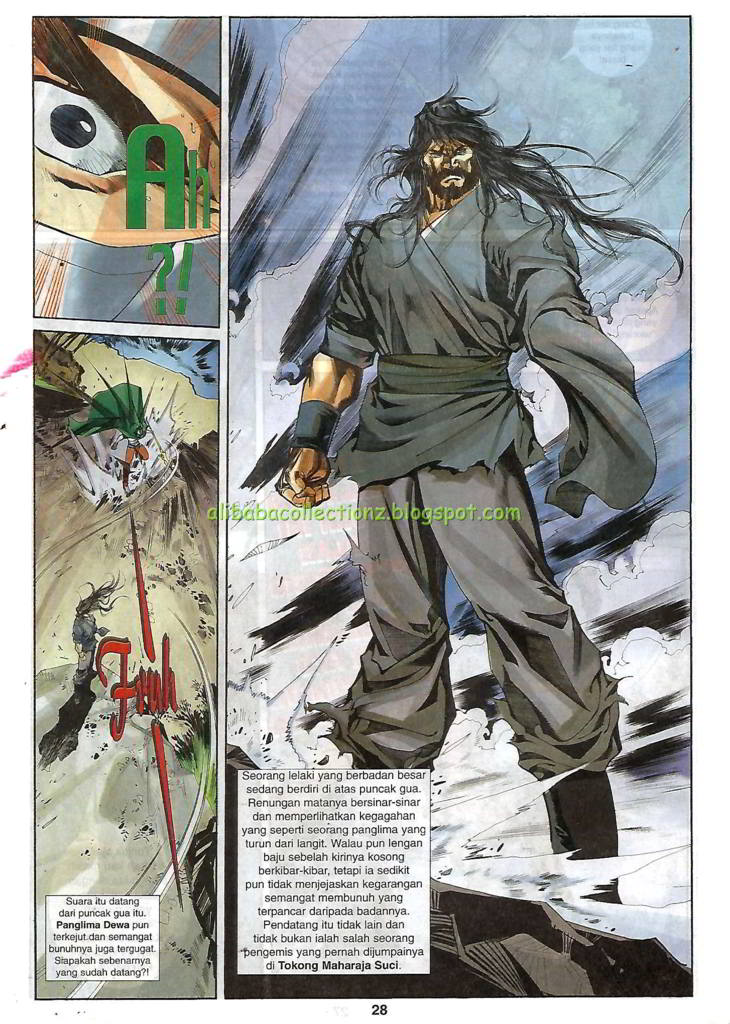 Ah
?!
Fruh
Suara itu datang
dari puncak gua itu.
Panglima Dewa pun
terkejut dan semangat
bunuhnya juga tergugat.
Siapakah sebenarnya
yang sudah datang?!
alibabacollectionz.blogspot.com
Seorang lelaki yang berbadan besar
sedang berdiri di atas puncak gua.
Renungan matanya bersinar-sinar
dan memperlihatkan kegagahan
yang seperti seorang panglima yang
turun dari langit. Walau pun lengan
baju sebelah kirinya kosong
berkibar-kibar, tetapi ia sedikit
pun tidak menjejaskan kegarangan
semangat membunuh yang
terpancar daripada badannya.
Pendatang itu tidak lain dan
tidak bukan ialah salah seorang
pengemis yang pernah dijumpainya
di Tokong Maharaja Suci.
28